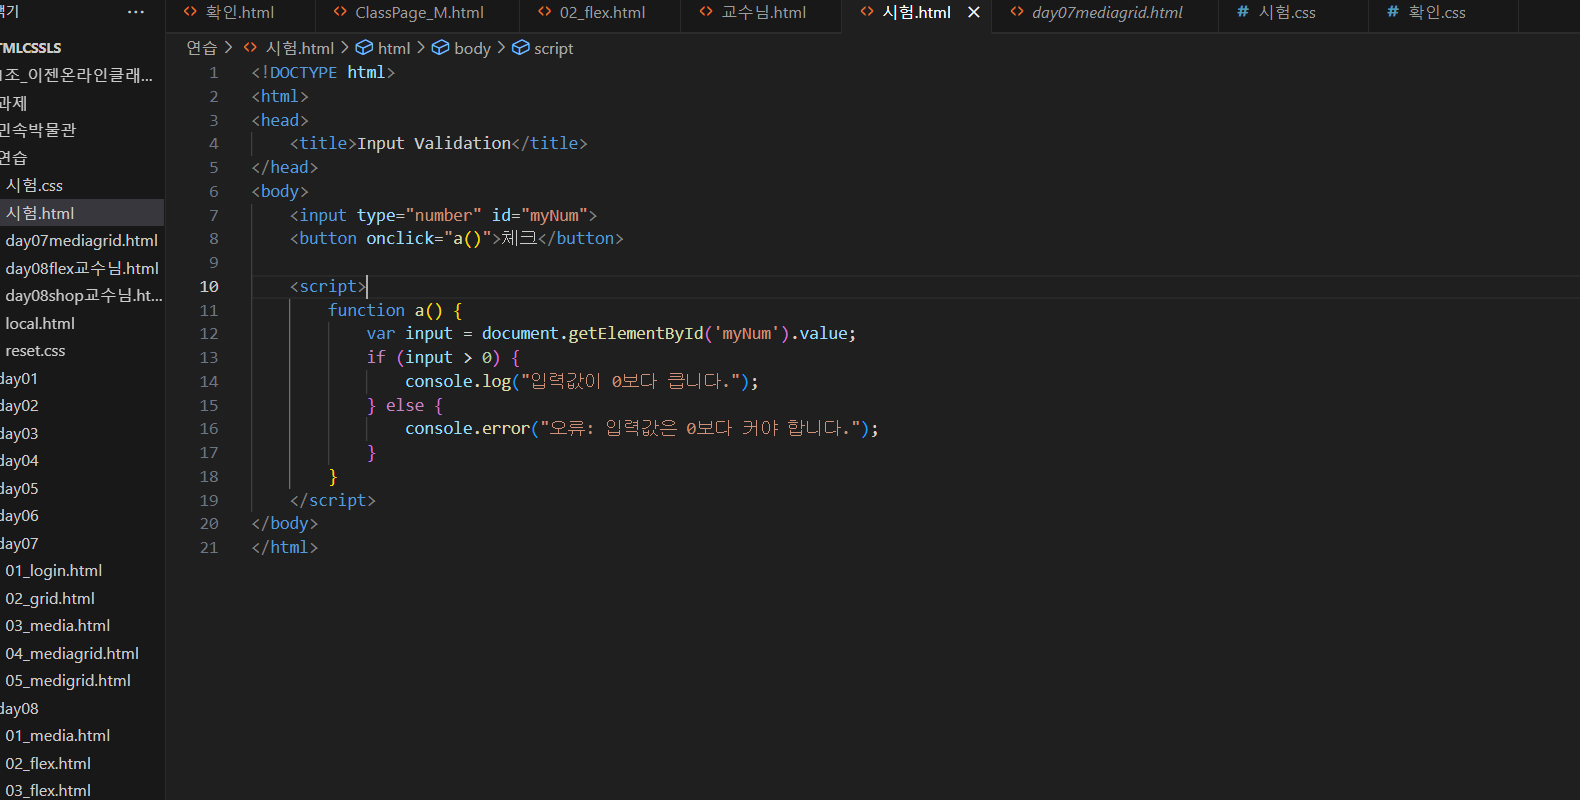 색기 ···
확인.html ClassPage_M.html 02_flex.html 교수님.html 시험.html day07mediagrid.html 시험.css 확인.css
TMLCSSLS
연습 > 시험.html > html > body > script
조_이젠온라인클래...
과제
민속박물관
연습
시험.css
시험.html
day07mediagrid.html
day08flex교수님.html
day08shop교수님.ht...
local.html
reset.css
day01
day02
day03
day04
day05
day06
day07
01_login.html
02_grid.html
03_media.html
04_mediagrid.html
05_medigrid.html
day08
01_media.html
02_flex.html
03_flex.html
1 <!DOCTYPE html>
2 <html>
3 <head>
4 <title>Input Validation</title>
5 </head>
6 <body>
7 <input type="number" id="myNum">
8 <button onclick="a()">체크</button>
9
10 <script>
11 function a() {
12 var input = document.getElementById('myNum').value;
13 if (input > 0) {
14 console.log("입력값이 0보다 큽니다.");
15 } else {
16 console.error("오류: 입력값은 0보다 커야 합니다.");
17 }
18 }
19 </script>
20 </body>
21 </html>